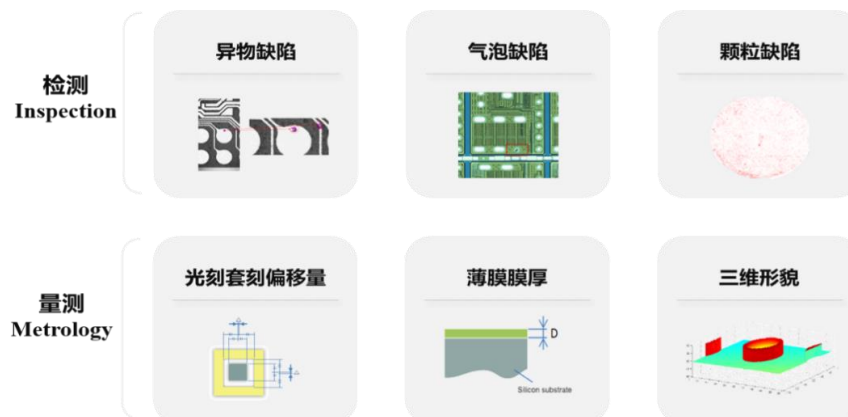 异物缺陷
气泡缺陷
颗粒缺陷
检测
Inspection
光刻套刻偏移量
薄膜膜厚
三维形貌
量测
Metrology
D
Silicon substrate